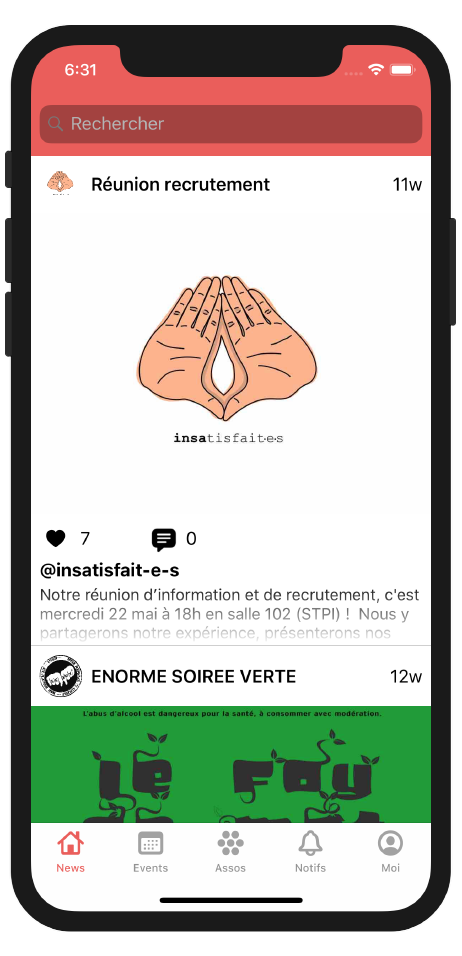 6:31
Rechercher
Réunion recrutement
11w
insatisfait·e·s
7
0
@insatisfait-e-s
Notre réunion d'information et de recrutement, c'est
mercredi 22 mai à 18h en salle 102 (STPI) ! Nous y
partagerons notre expérience, présenterons nos
ENORME SOIREE VERTE
12w
L'abus d'alcool est dangereux pour la santé, à consommer avec modération.
Le Foy
News
Events
Assos
Notifs
Moi